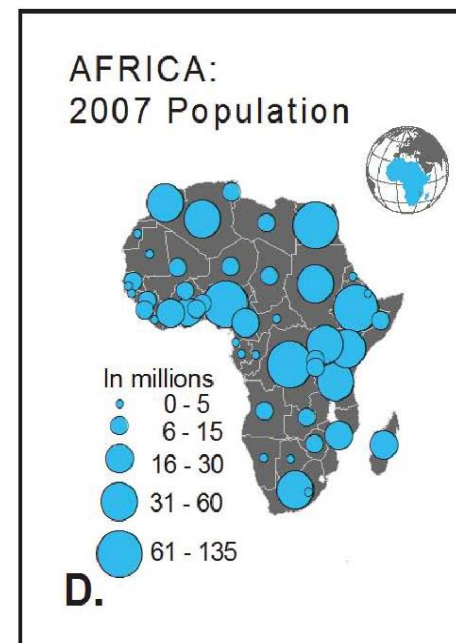 AFRICA:
2007 Population
In millions
0 - 5
6 - 15
16 - 30
31 - 60
61 - 135
D.